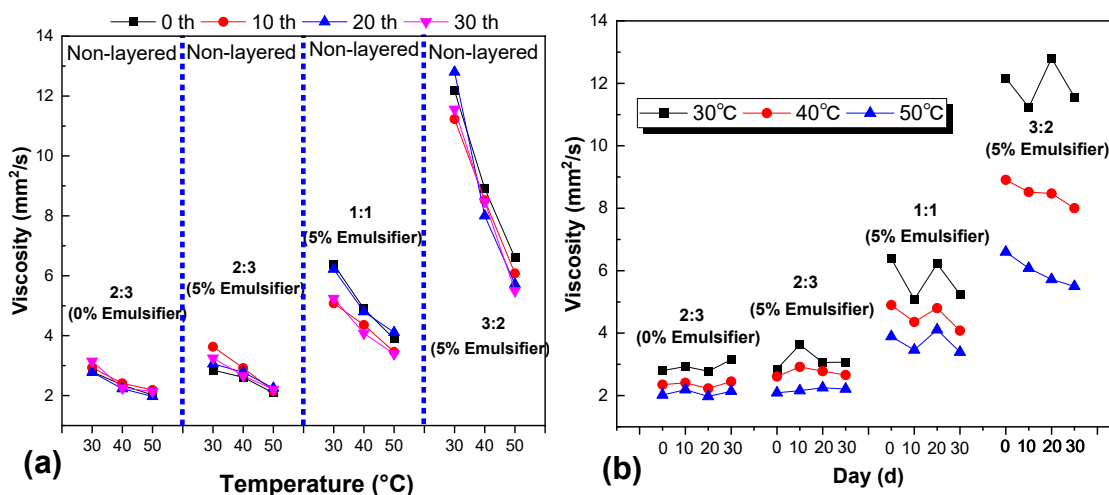 0 th 10 th 20 th 30 th
Non-layered Non-layered Non-layered Non-layered
14
12
10
8
6
4
2
Viscosity (mm²/s)
2:3
(0% Emulsifier)
2:3
(5% Emulsifier)
1:1
(5% Emulsifier)
3:2
(5% Emulsifier)
30 40 50 30 40 50 30 40 50 30 40 50
Temperature (°C)
(a)
14
12
10
8
6
4
2
Viscosity (mm²/s)
30℃ 40℃ 50℃
2:3
(0% Emulsifier)
2:3
(5% Emulsifier)
1:1
(5% Emulsifier)
3:2
(5% Emulsifier)
0 10 20 30 0 10 20 30 0 10 20 30 0 10 20 30
Day (d)
(b)